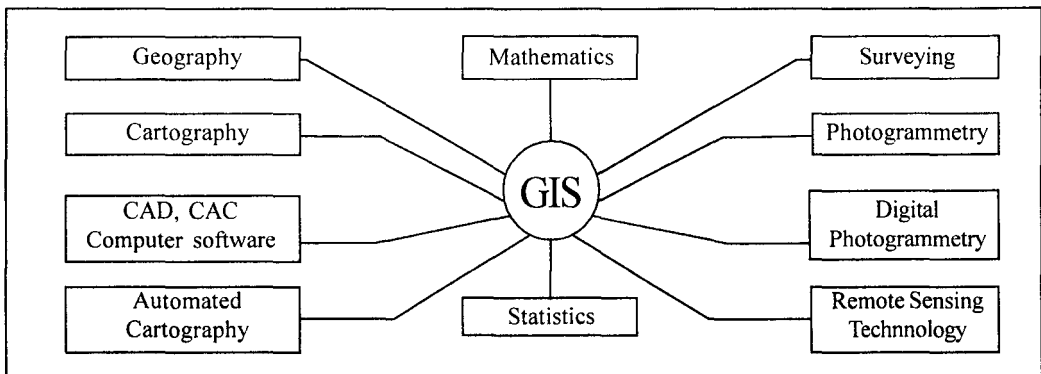 Geography
Mathematics
Surveying
Cartography
Photogrammetry
GIS
CAD, CAC
Computer software
Digital
Photogrammetry
Automated
Cartography
Statistics
Remote Sensing
Technnology